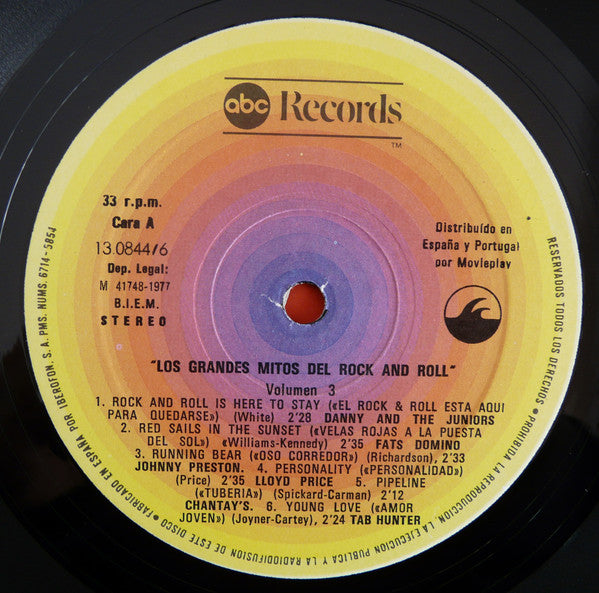 abc Records
TM
33 r.p.m.
Cara A
13.0844/6
Dep. Legal:
M 41748-1977
B.I.E.M.
STEREO
Distribuído en
España y Portugal
por Movieplay
"LOS GRANDES MITOS DEL ROCK AND ROLL"
Volumen 3
1. ROCK AND ROLL IS HERE TO STAY («EL ROCK & ROLL ESTA AQUI
PARA QUEDARSE») (White) 2'28 DANNY AND THE JUNIORS
2. RED SAILS IN THE SUNSET «VELAS ROJAS A LA PUESTA
DEL SOL») «Williams-Kennedy») 2'35 FATS DOMINO
3. RUNNING BEAR «OSO CORREDOR») (Richardson), 2'33
JOHNNY PRESTON. 4. PERSONALITY («PERSONALIDAD»)
(Price) 2'35 LLOYD PRICE 5. PIPELINE
(«TUBERIA») (Spickard-Carman) 2'12
CHANTAY'S. 6. YOUNG LOVE («AMOR
JOVEN») (Joyner-Cartey), 2'24 TAB HUNTER
RESERVADOS TODOS LOS DERECHOS • PROHIBIDA LA REPRODUCCION, LA EJECUCION PUBLICA Y LA RADIODIFUSION DE ESTE DISCO • FABRICADO EN ESPAÑA POR IBEROFON, S. A. PMS. NUMS. 6714-5854